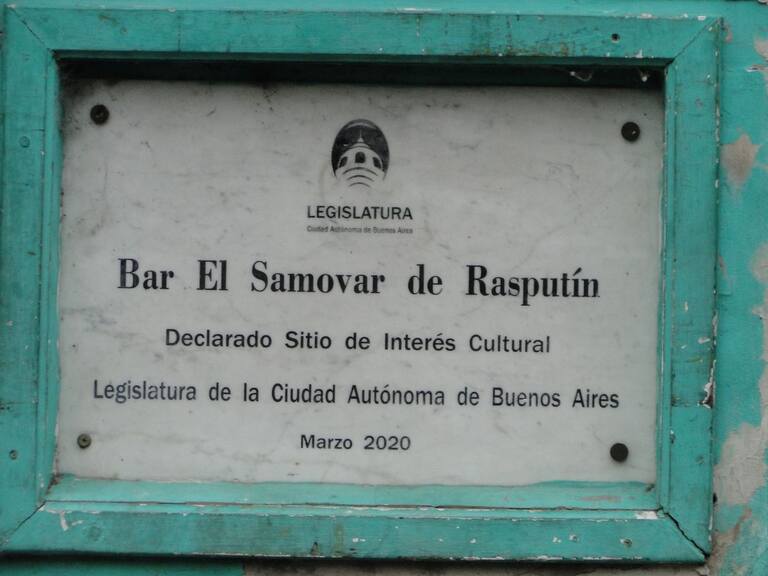 LEGISLATURA
Ciudad Autónoma de Buenos Aires
Bar El Samovar de Rasputín
Declarado Sitio de Interés Cultural
Legislatura de la Ciudad Autónoma de Buenos Aires
Marzo 2020